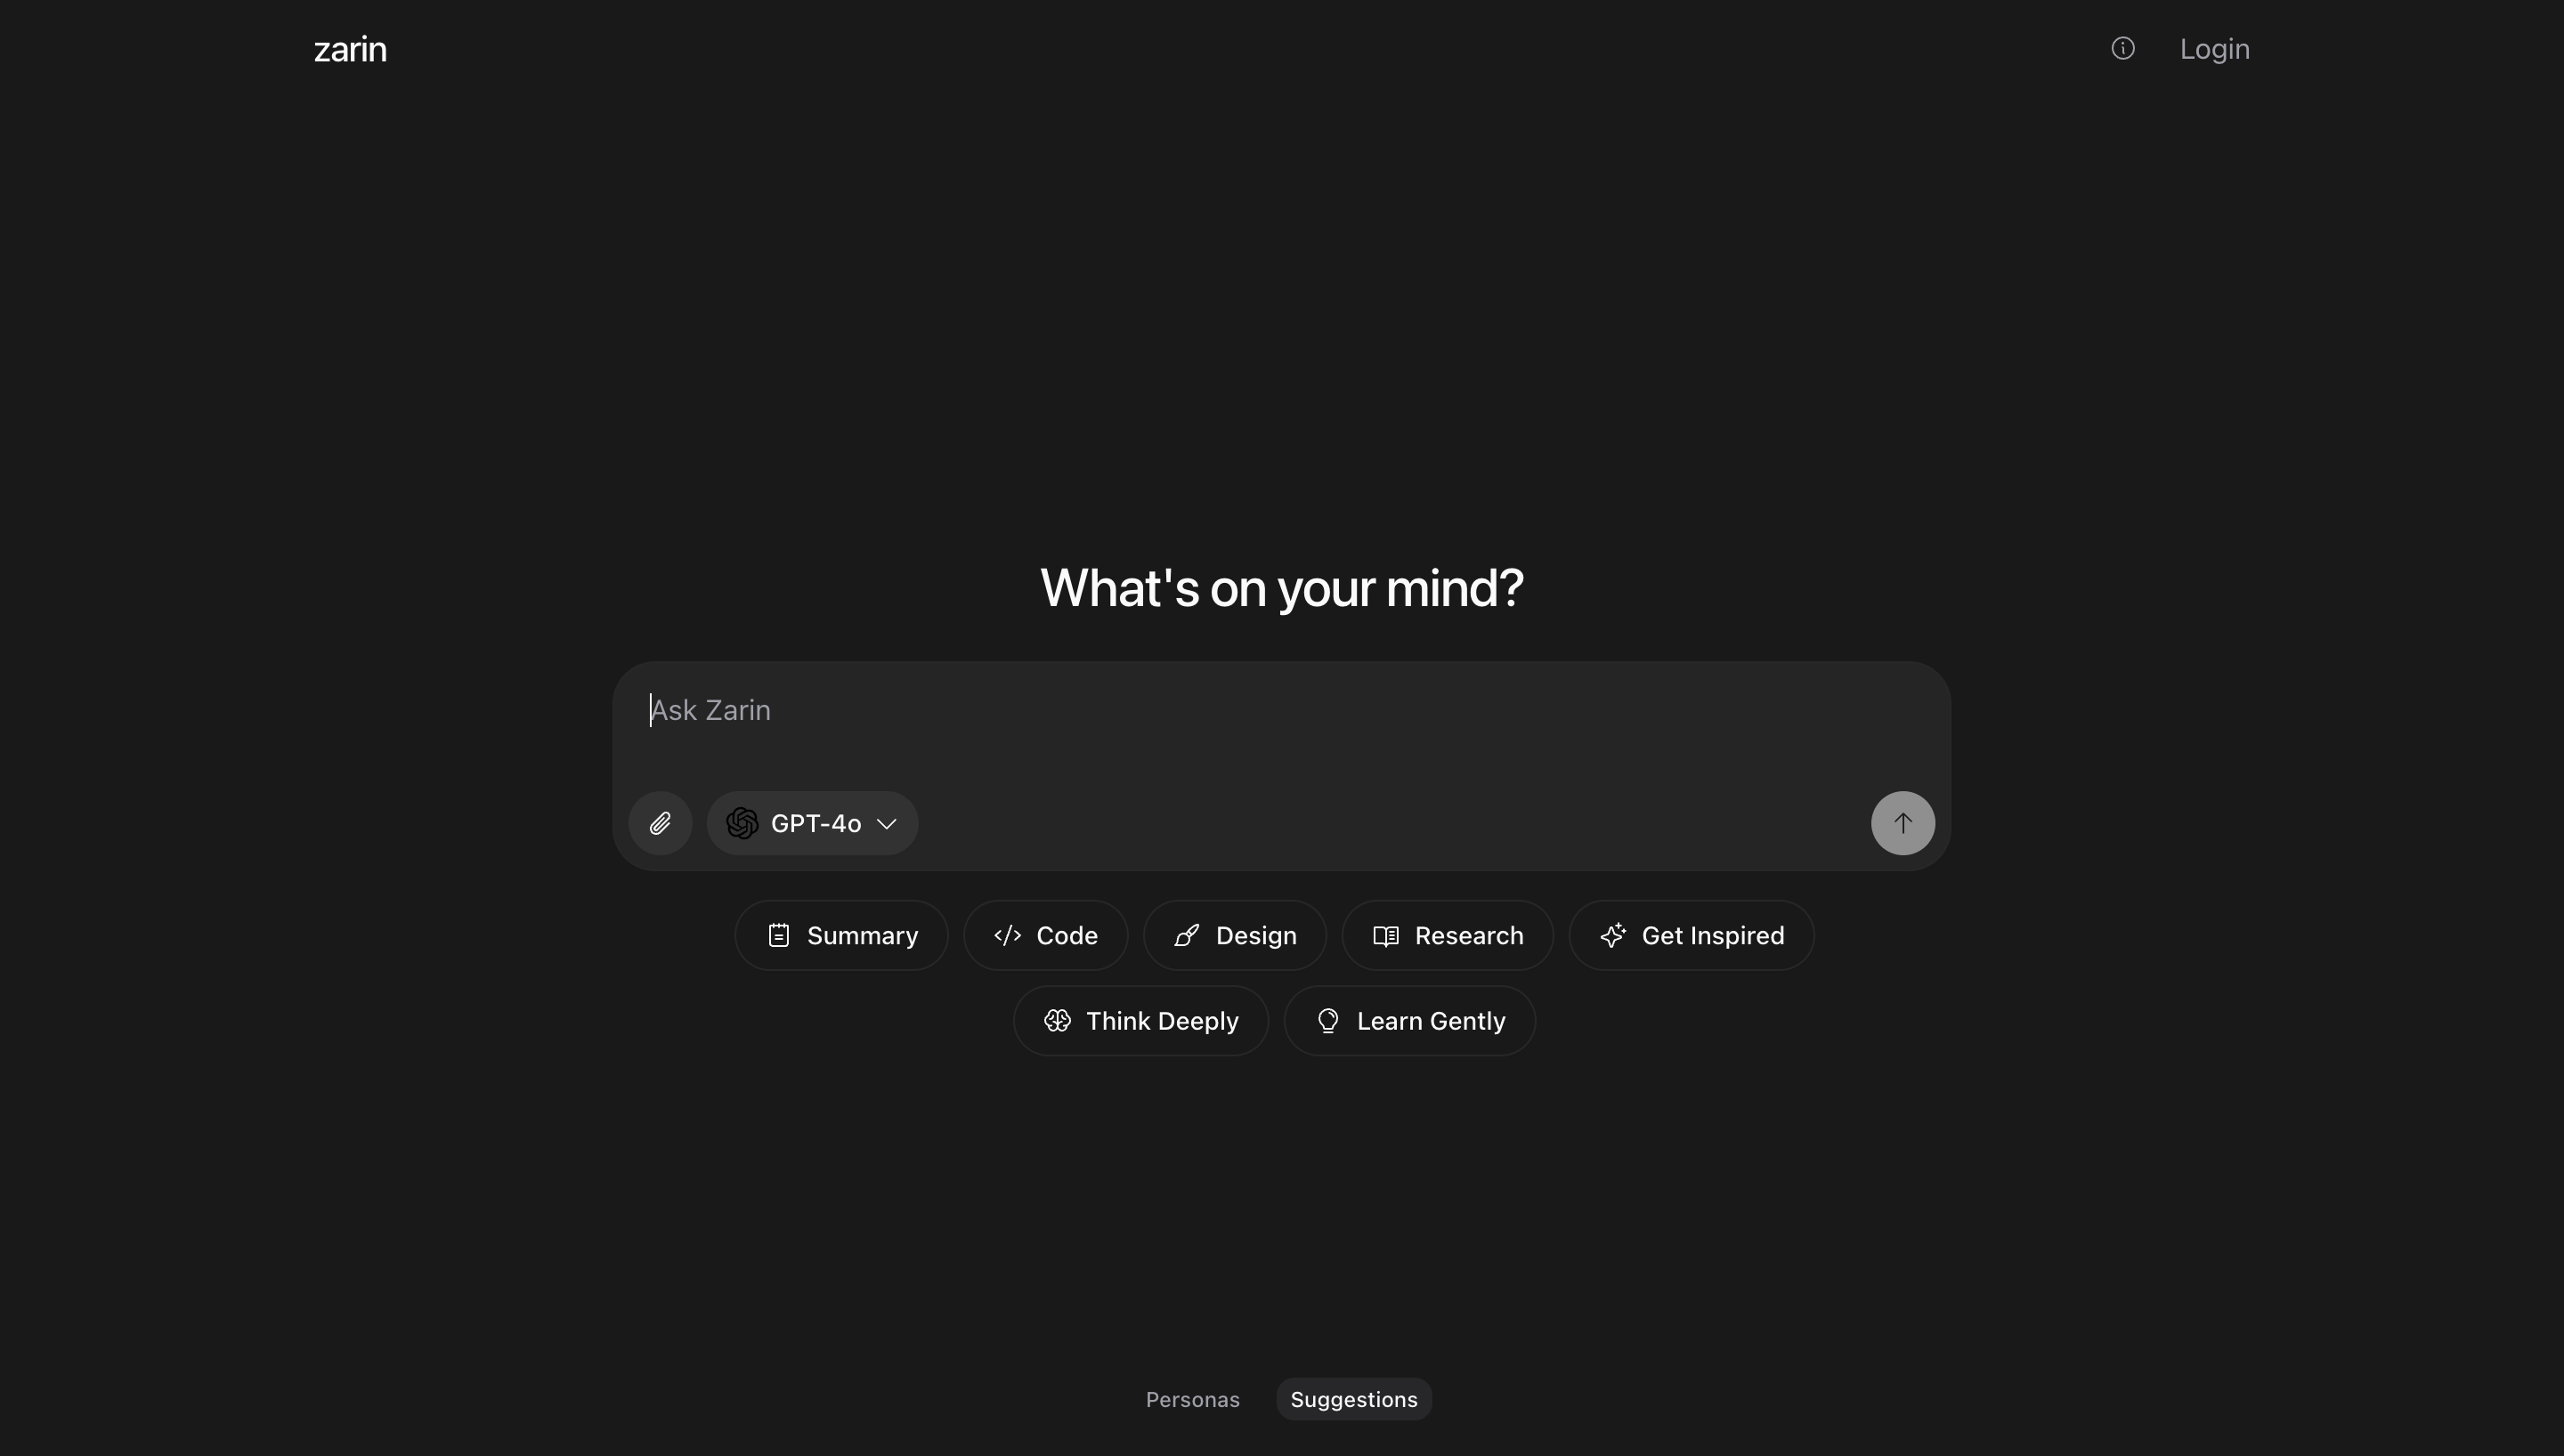 zarin
Login
What's on your mind?
Ask Zarin
GPT-4o
Summary
Code
Design
Research
Get Inspired
Think Deeply
Learn Gently
Personas
Suggestions